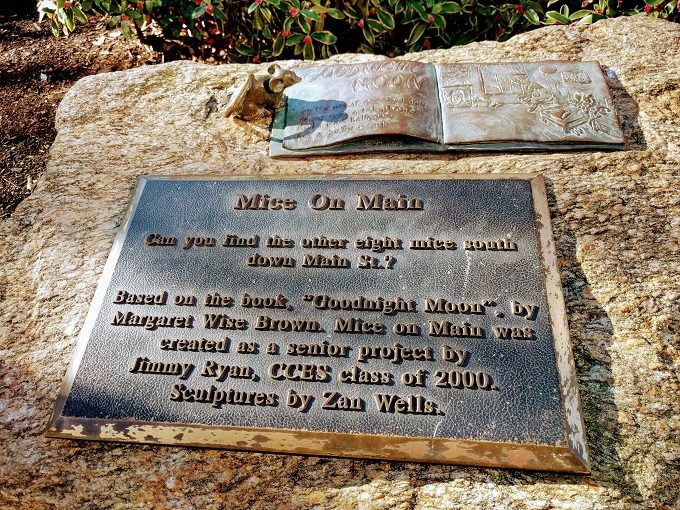 GOODNIGHT
MOON
Mice On Main
Can you find the other eight mice south
down Main St.?
Based on the book, "Goodnight Moon", by
Margaret Wise Brown. Mice on Main was
created as a senior project by
Jimmy Ryan, CCES class of 2000.
Sculptures by Zan Wells.